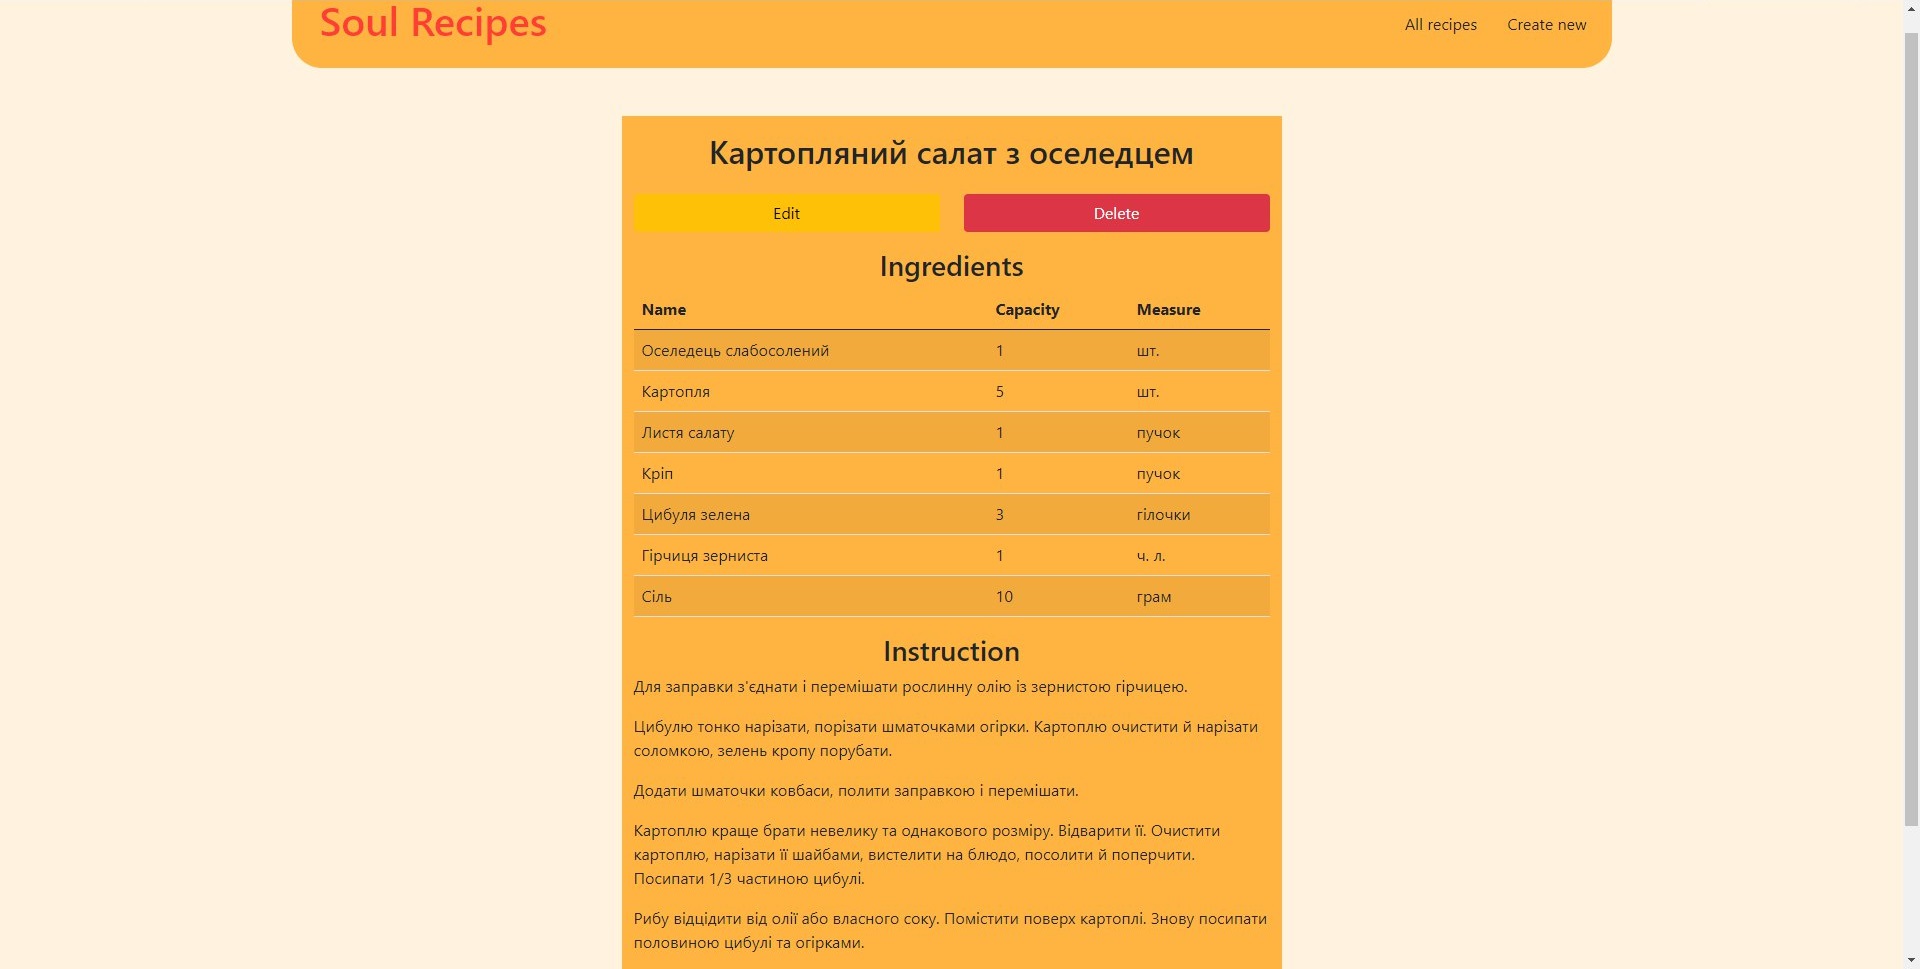 Soul Recipes
All recipes
Create new
Картопляний салат з оселедцем
Edit
Delete
Ingredients
Name Capacity Measure
Оселедець слабосолений 1 шт.
Картопля 5 шт.
Листя салату 1 пучок
Кріп 1 пучок
Цибуля зелена 3 гілочки
Гірчиця зерниста 1 ч. л.
Сіль 10 грам
Instruction
Для заправки з'єднати і перемішати рослинну олію із зернистою гірчицею.
Цибулю тонко нарізати, порізати шматочками огірки. Картоплю очистити й нарізати
соломкою, зелень кропу порубати.
Додати шматочки ковбаси, полити заправкою і перемішати.
Картоплю краще брати невелику та однакового розміру. Відварити її. Очистити
картоплю, нарізати її шайбами, вистелити на блюдо, посолити й поперчити.
Посипати 1/3 частиною цибулі.
Рибу відцідити від олії або власного соку. Помістити поверх картоплі. Знову посипати
половиною цибулі та огірками.